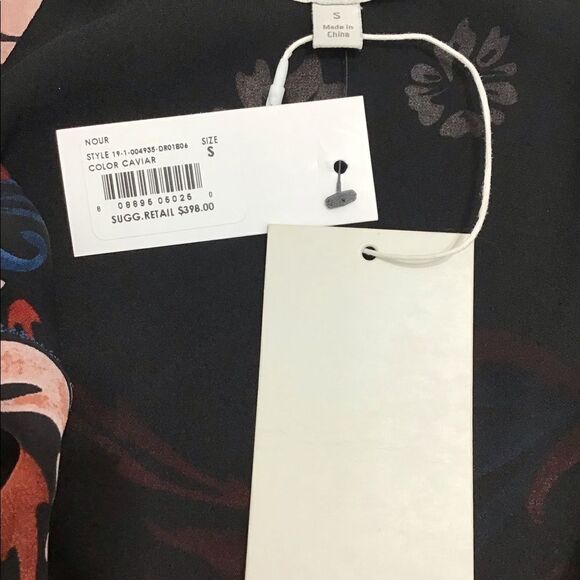 S
Made in
China
NOUR
SIZE
STYLE 19-1-004935-DR01B06
S
COLOR CAVIAR
8 09895 05025 0
SUGG.RETAIL $398.00